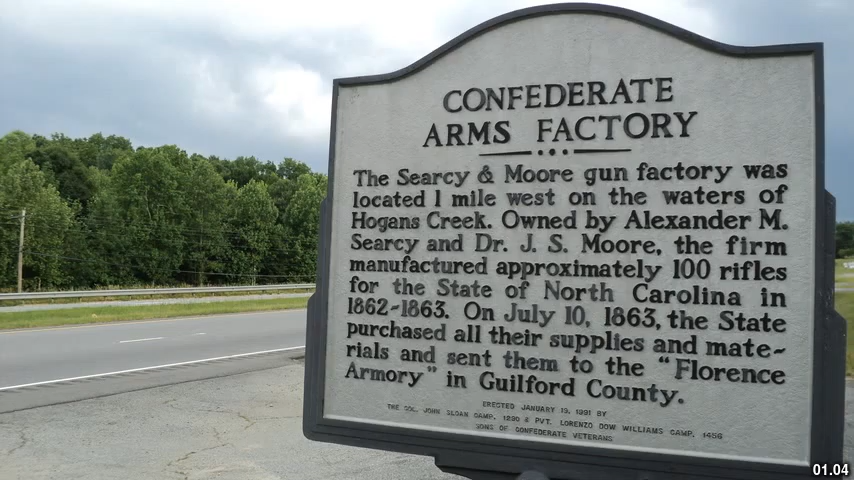 CONFEDERATE
ARMS FACTORY
The Searcy & Moore gun factory was
located 1 mile west on the waters of
Hogans Creek. Owned by Alexander M.
Searcy and Dr. J. S. Moore, the firm
manufactured approximately 100 rifles
for the State of North Carolina in
1862-1863. On July 10, 1863, the State
purchased all their supplies and mate-
rials and sent them to the "Florence
Armory" in Guilford County.
ERECTED JANUARY 19, 1991 BY
THE COL. JOHN SLOAN CAMP, 1290 & PVT. LORENZO DOW WILLIAMS CAMP, 1456
SONS OF CONFEDERATE VETERANS
01.04